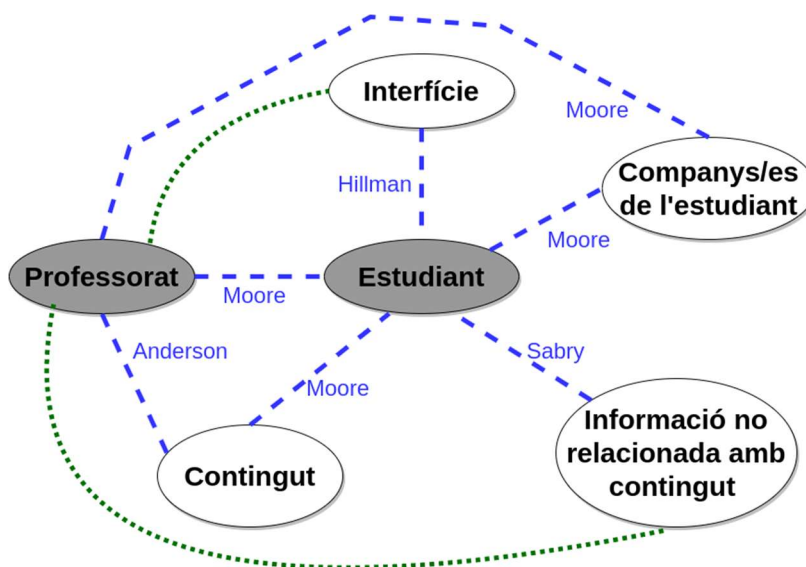 Interfície
Moore
Hillman
Companys/es
de l'estudiant
Moore
Professorat
Estudiant
Moore
Anderson
Sabry
Moore
Informació no
relacionada amb
contingut
Contingut